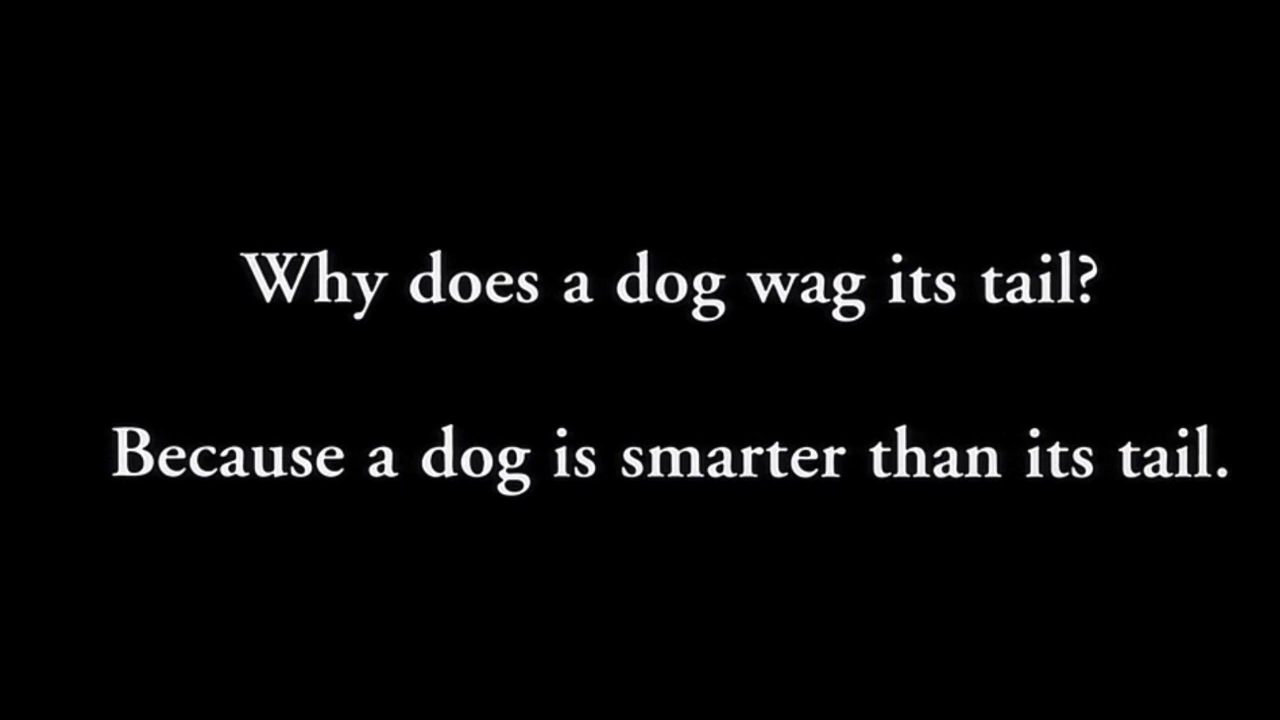 Why does a dog wag its tail?
Because a dog is smarter than its tail.